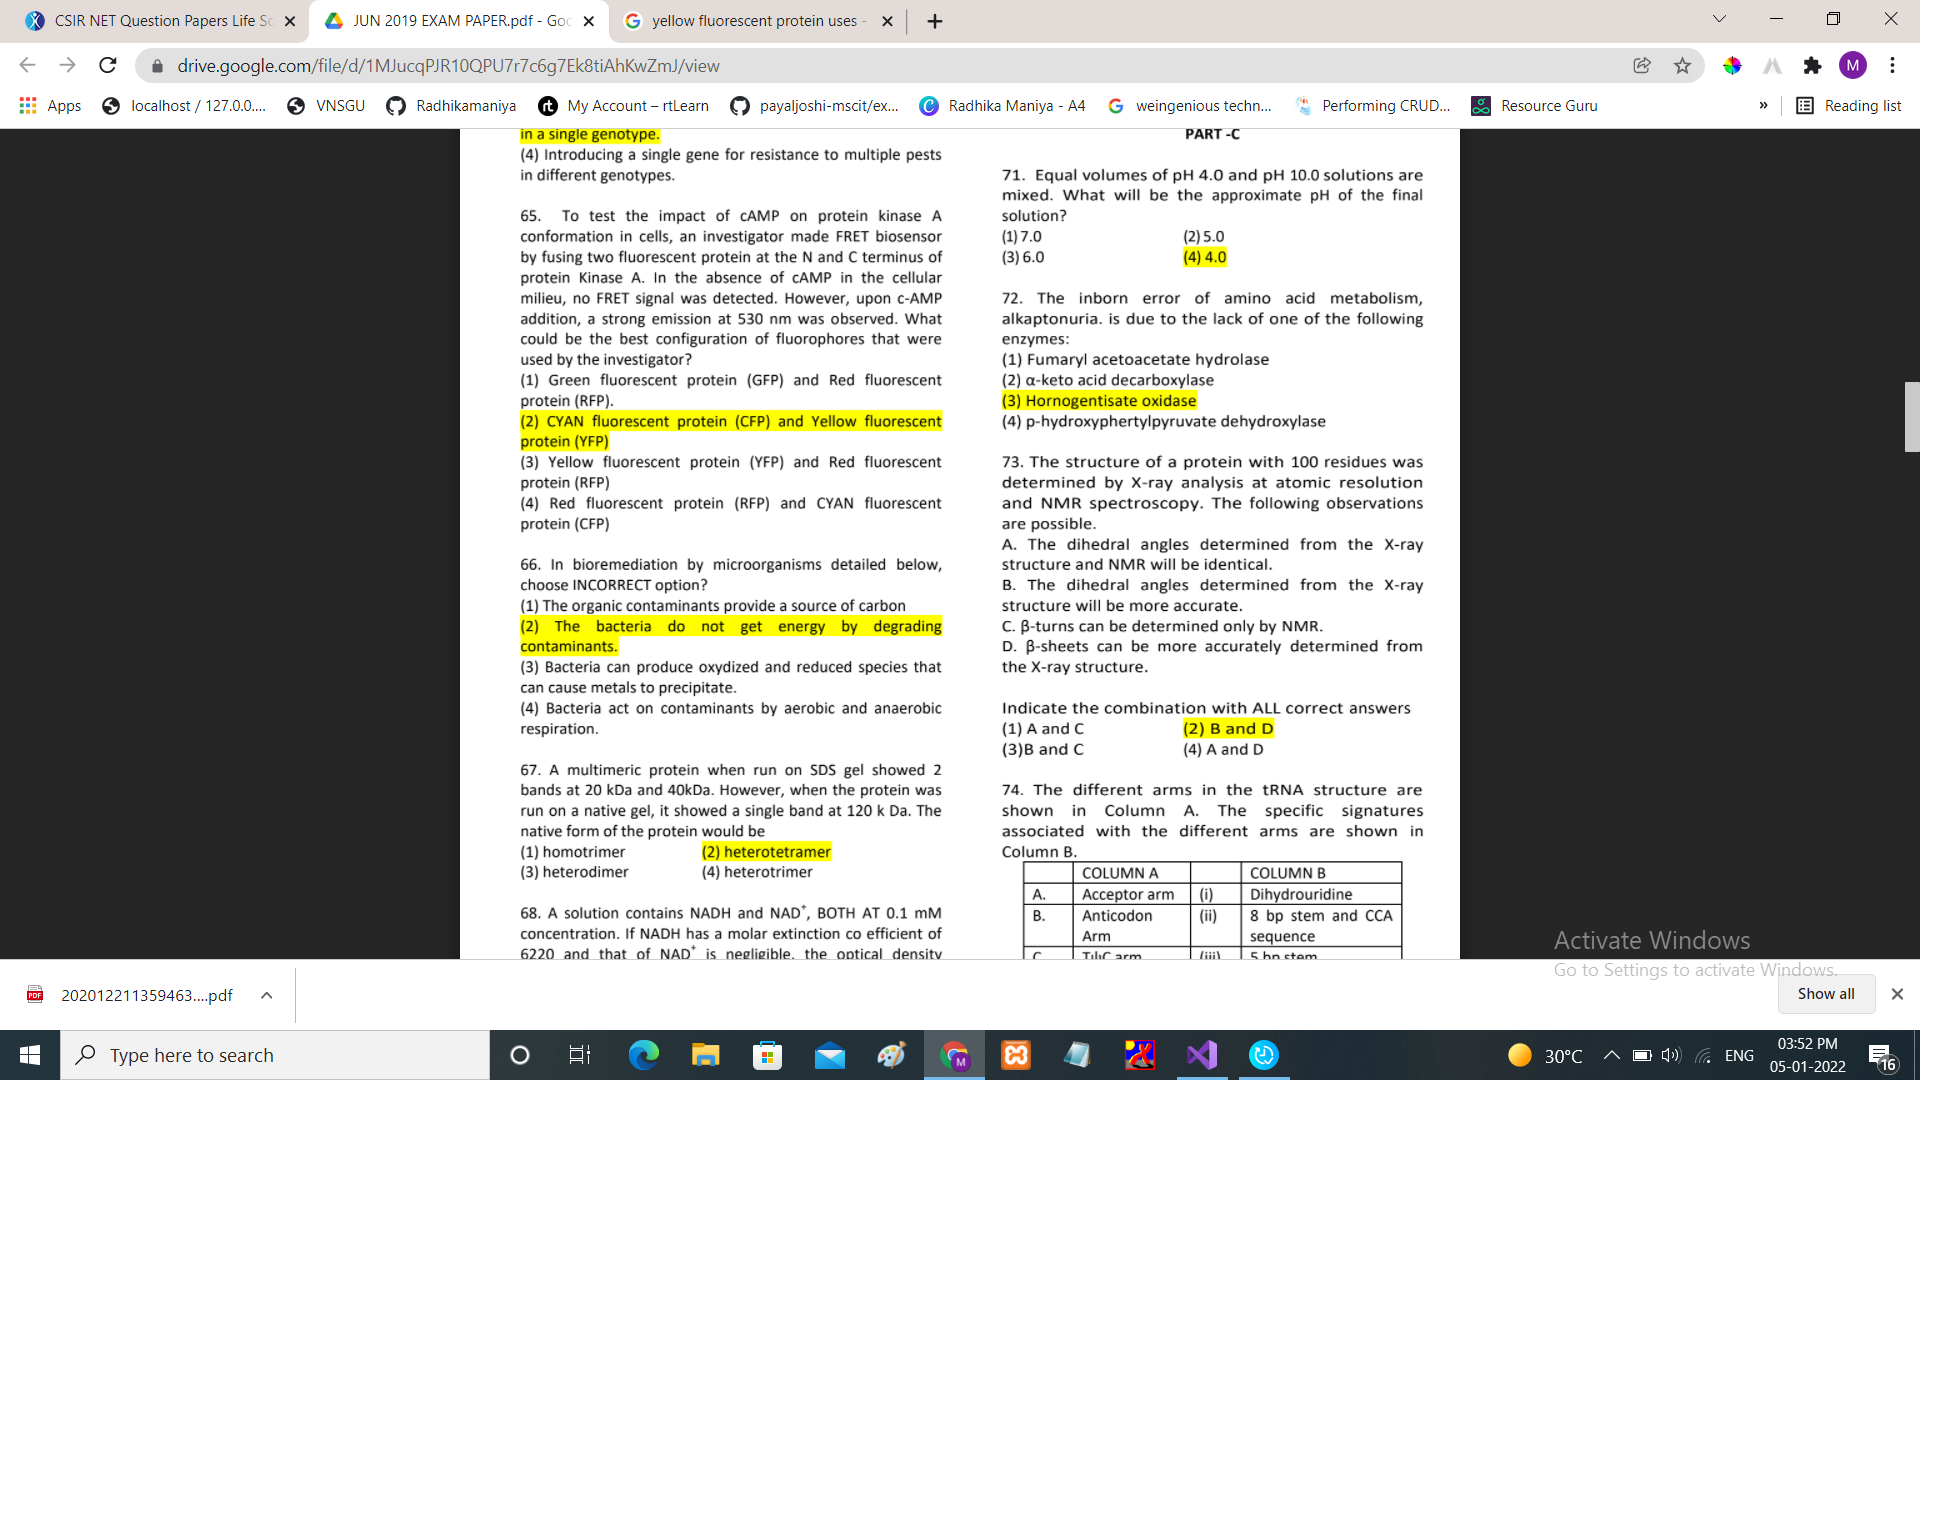 CSIR NET Question Papers Life Sc
JUN 2019 EXAM PAPER.pdf - Goo
yellow fluorescent protein uses -
drive.google.com/file/d/1MJucqPJR10QPU7r7c6g7Ek8tiAhKwZmJ/view
M
Apps
localhost / 127.0.0....
VNSGU
Radhikamaniya
rt My Account – rtLearn
payaljoshi-mscit/ex...
Radhika Maniya - A4
weingenious techn...
Performing CRUD...
Resource Guru
»
Reading list
in a single genotype.
(4) Introducing a single gene for resistance to multiple pests
in different genotypes.
65. To test the impact of cAMP on protein kinase A
conformation in cells, an investigator made FRET biosensor
by fusing two fluorescent protein at the N and C terminus of
protein Kinase A. In the absence of cAMP in the cellular
milieu, no FRET signal was detected. However, upon c-AMP
addition, a strong emission at 530 nm was observed. What
could be the best configuration of fluorophores that were
used by the investigator?
(1) Green fluorescent protein (GFP) and Red fluorescent
protein (RFP).
(2) CYAN fluorescent protein (CFP) and Yellow fluorescent
protein (YFP)
(3) Yellow fluorescent protein (YFP) and Red fluorescent
protein (RFP)
(4) Red fluorescent protein (RFP) and CYAN fluorescent
protein (CFP)
66. In bioremediation by microorganisms detailed below,
choose INCORRECT option?
(1) The organic contaminants provide a source of carbon
(2) The bacteria do not get energy by degrading
contaminants.
(3) Bacteria can produce oxydized and reduced species that
can cause metals to precipitate.
(4) Bacteria act on contaminants by aerobic and anaerobic
respiration.
67. A multimeric protein when run on SDS gel showed 2
bands at 20 kDa and 40kDa. However, when the protein was
run on a native gel, it showed a single band at 120 k Da. The
native form of the protein would be
(1) homotrimer (2) heterotetramer
(3) heterodimer (4) heterotrimer
68. A solution contains NADH and NAD⁺, BOTH AT 0.1 mM
concentration. If NADH has a molar extinction co efficient of
6220 and that of NAD⁺ is negligible, the optical density
PART -C
71. Equal volumes of pH 4.0 and pH 10.0 solutions are
mixed. What will be the approximate pH of the final
solution?
(1) 7.0 (2) 5.0
(3) 6.0 (4) 4.0
72. The inborn error of amino acid metabolism,
alkaptonuria. is due to the lack of one of the following
enzymes:
(1) Fumaryl acetoacetate hydrolase
(2) α-keto acid decarboxylase
(3) Hornogentisate oxidase
(4) p-hydroxyphertylpyruvate dehydroxylase
73. The structure of a protein with 100 residues was
determined by X-ray analysis at atomic resolution
and NMR spectroscopy. The following observations
are possible.
A. The dihedral angles determined from the X-ray
structure and NMR will be identical.
B. The dihedral angles determined from the X-ray
structure will be more accurate.
C. β-turns can be determined only by NMR.
D. β-sheets can be more accurately determined from
the X-ray structure.
Indicate the combination with ALL correct answers
(1) A and C (2) B and D
(3)B and C (4) A and D
74. The different arms in the tRNA structure are
shown in Column A. The specific signatures
associated with the different arms are shown in
Column B.
COLUMN A COLUMN B
A. Acceptor arm (i) Dihydrouridine
B. Anticodon Arm (ii) 8 bp stem and CCA sequence
C. TψC arm (iii) 5 bp stem
Activate Windows
Go to Settings to activate Windows.
202012211359463....pdf
Show all
Type here to search
30°C
ENG
03:52 PM
05-01-2022
16